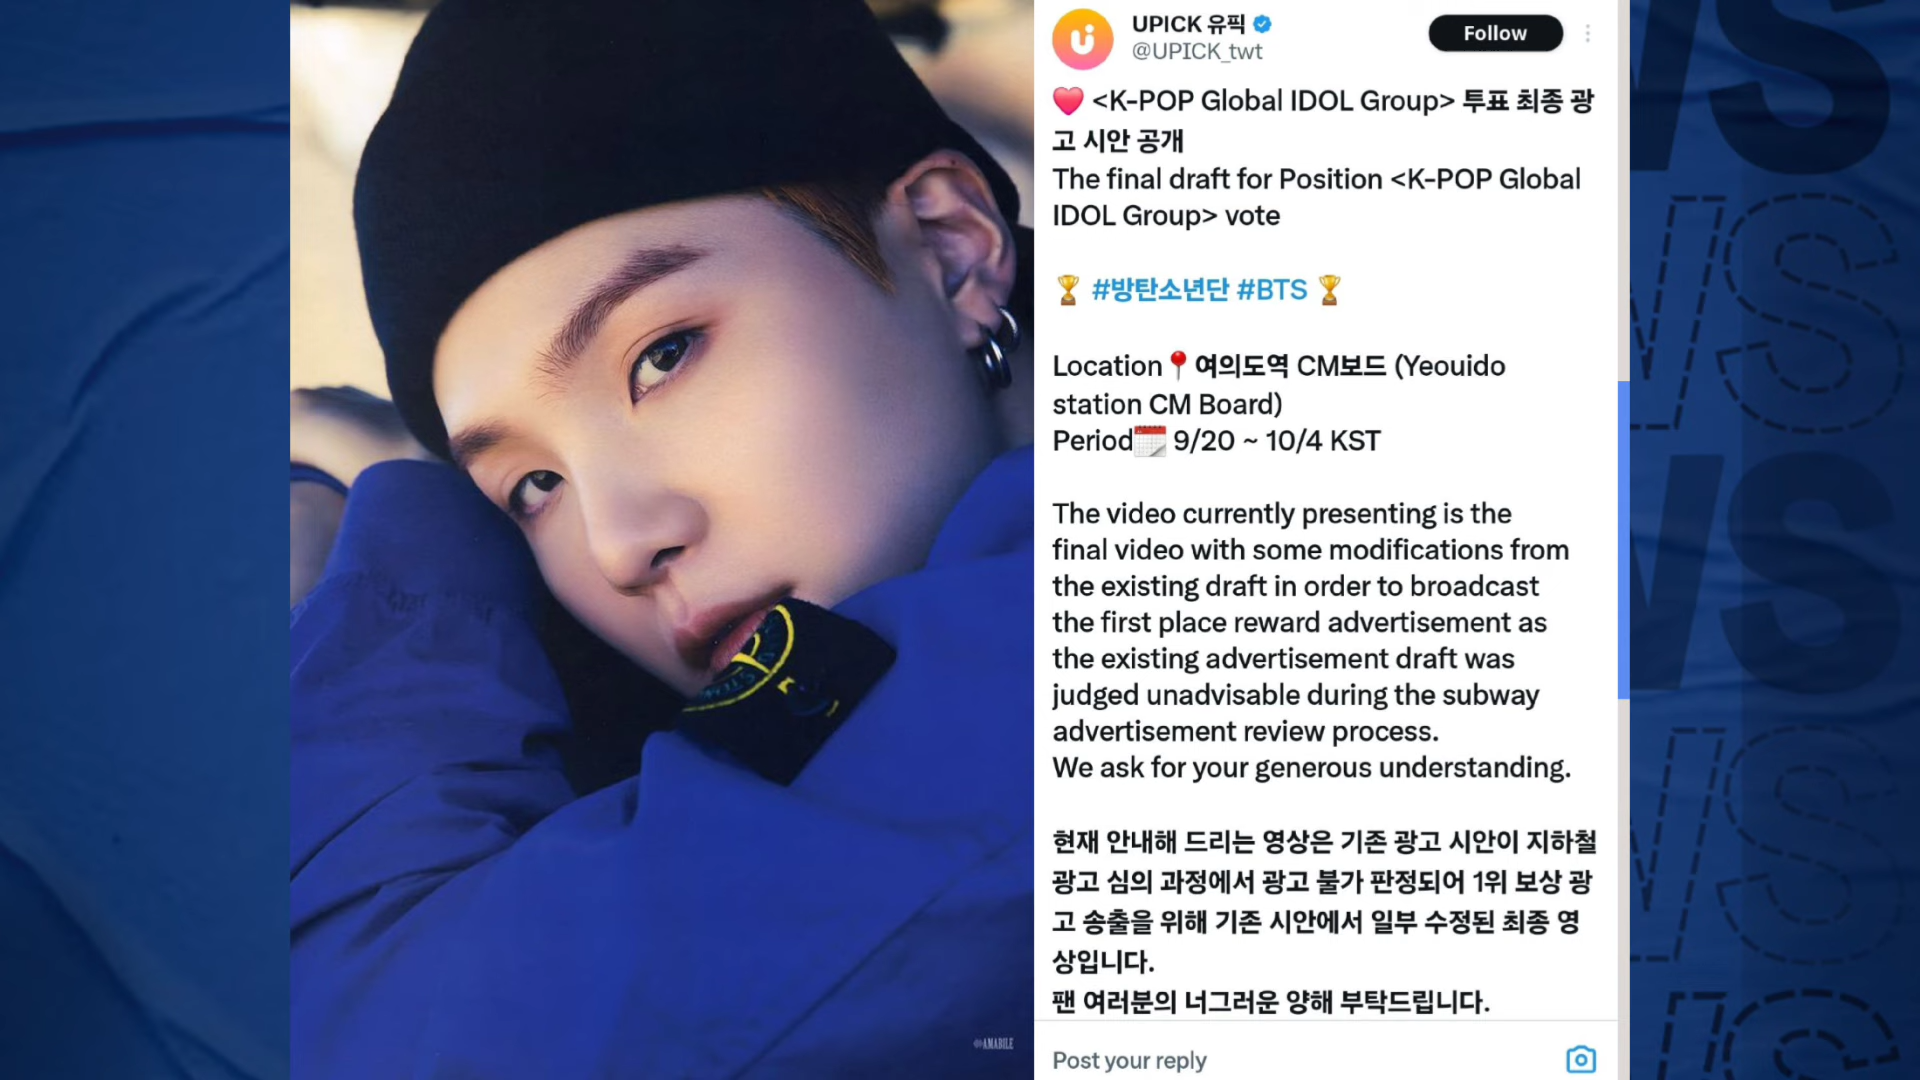 UPICK 유픽
@UPICK_twt
Follow
<K-POP Global IDOL Group> 투표 최종 광
고 시안 공개
The final draft for Position <K-POP Global
IDOL Group> vote
#방탄소년단 #BTS
Location 여의도역 CM보드 (Yeouido
station CM Board)
Period 9/20 ~ 10/4 KST
The video currently presenting is the
final video with some modifications from
the existing draft in order to broadcast
the first place reward advertisement as
the existing advertisement draft was
judged unadvisable during the subway
advertisement review process.
We ask for your generous understanding.
현재 안내해 드리는 영상은 기존 광고 시안이 지하철
광고 심의 과정에서 광고 불가 판정되어 1위 보상 광
고 송출을 위해 기존 시안에서 일부 수정된 최종 영
상입니다.
팬 여러분의 너그러운 양해 부탁드립니다.
Post your reply
AMABILE